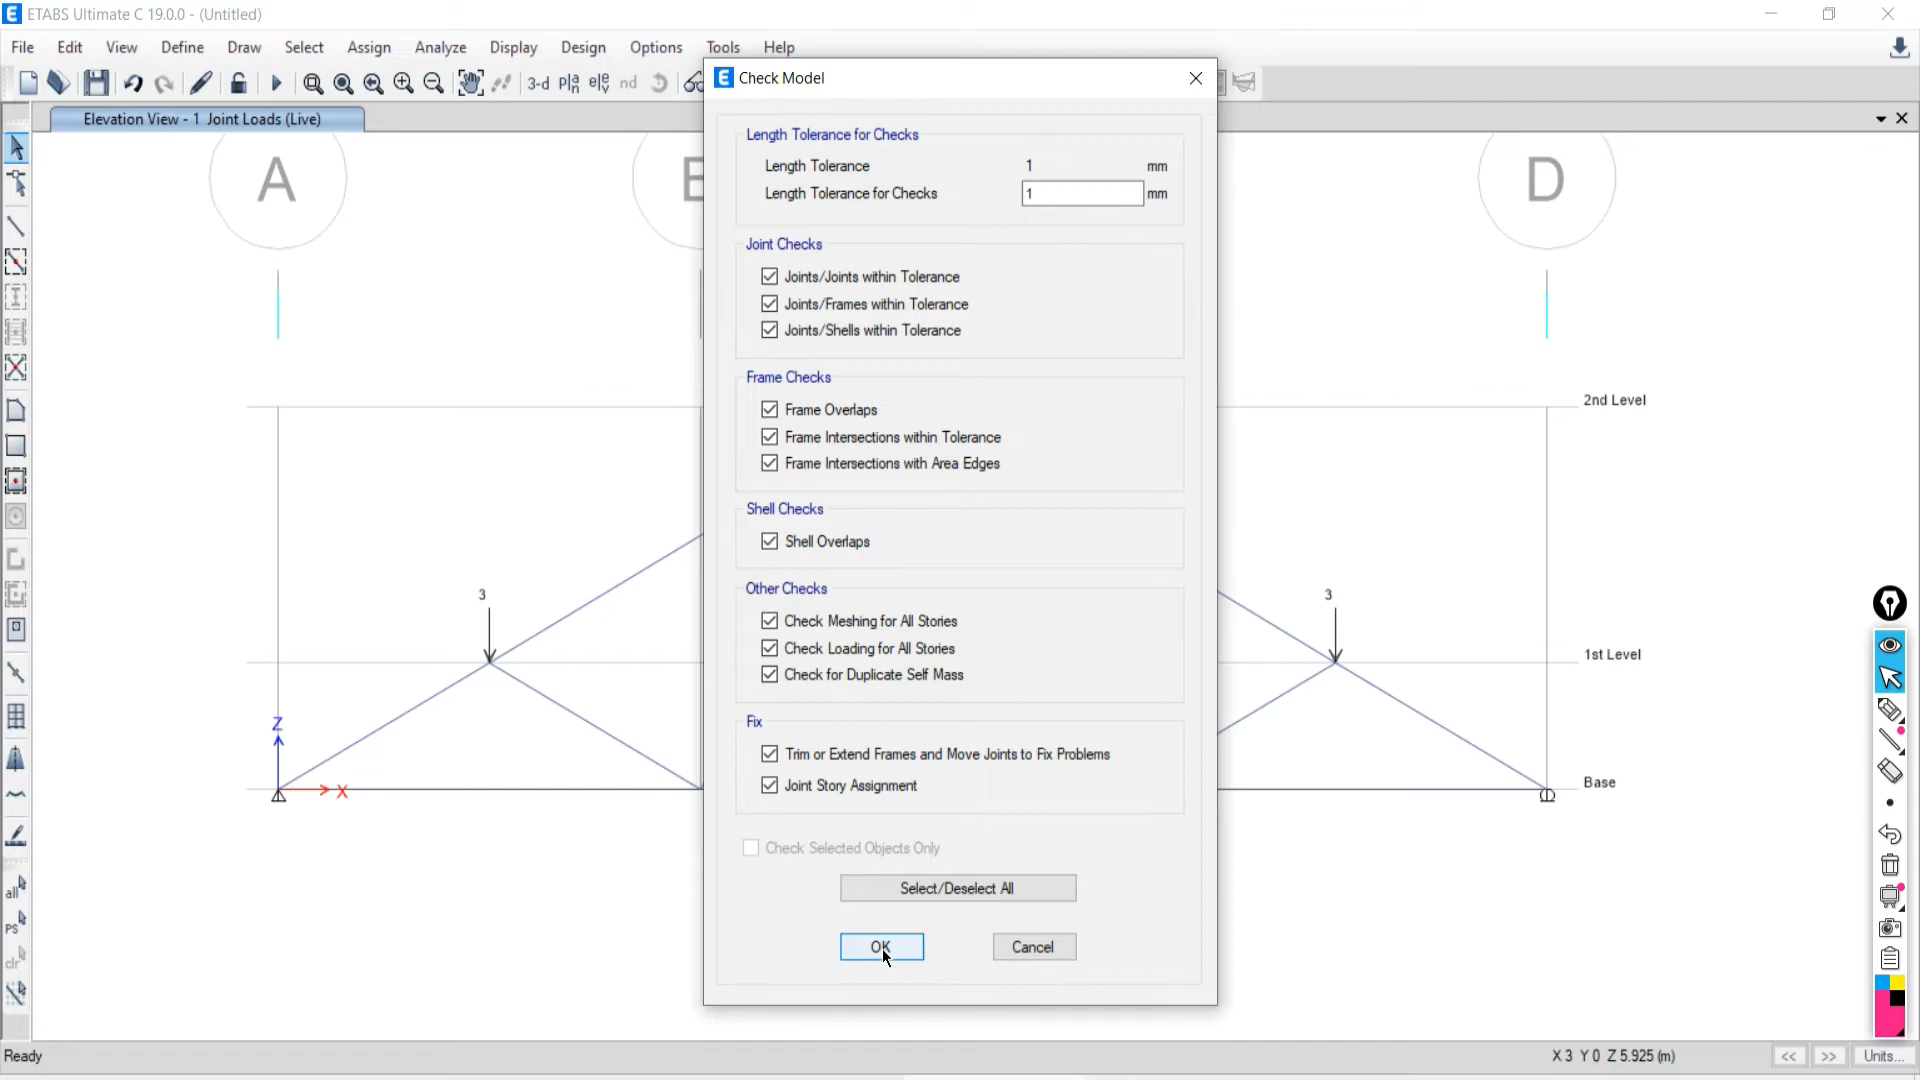 ETABS Ultimate C 19.0.0 - (Untitled)
File Edit View Define Draw Select Assign Analyze Display Design Options Tools Help
3-d
nd
Elevation View - 1 Joint Loads (Live)
A
D
2nd Level
3
3
1st Level
Z
X
Base
all
PS
clr
Check Model
Length Tolerance for Checks
Length Tolerance 1 mm
Length Tolerance for Checks 1 mm
Joint Checks
Joints/Joints within Tolerance
Joints/Frames within Tolerance
Joints/Shells within Tolerance
Frame Checks
Frame Overlaps
Frame Intersections within Tolerance
Frame Intersections with Area Edges
Shell Checks
Shell Overlaps
Other Checks
Check Meshing for All Stories
Check Loading for All Stories
Check for Duplicate Self Mass
Fix
Trim or Extend Frames and Move Joints to Fix Problems
Joint Story Assignment
Check Selected Objects Only
Select/Deselect All
OK Cancel
Ready
X 3 Y 0 Z 5.925 (m)
<< >> Units...